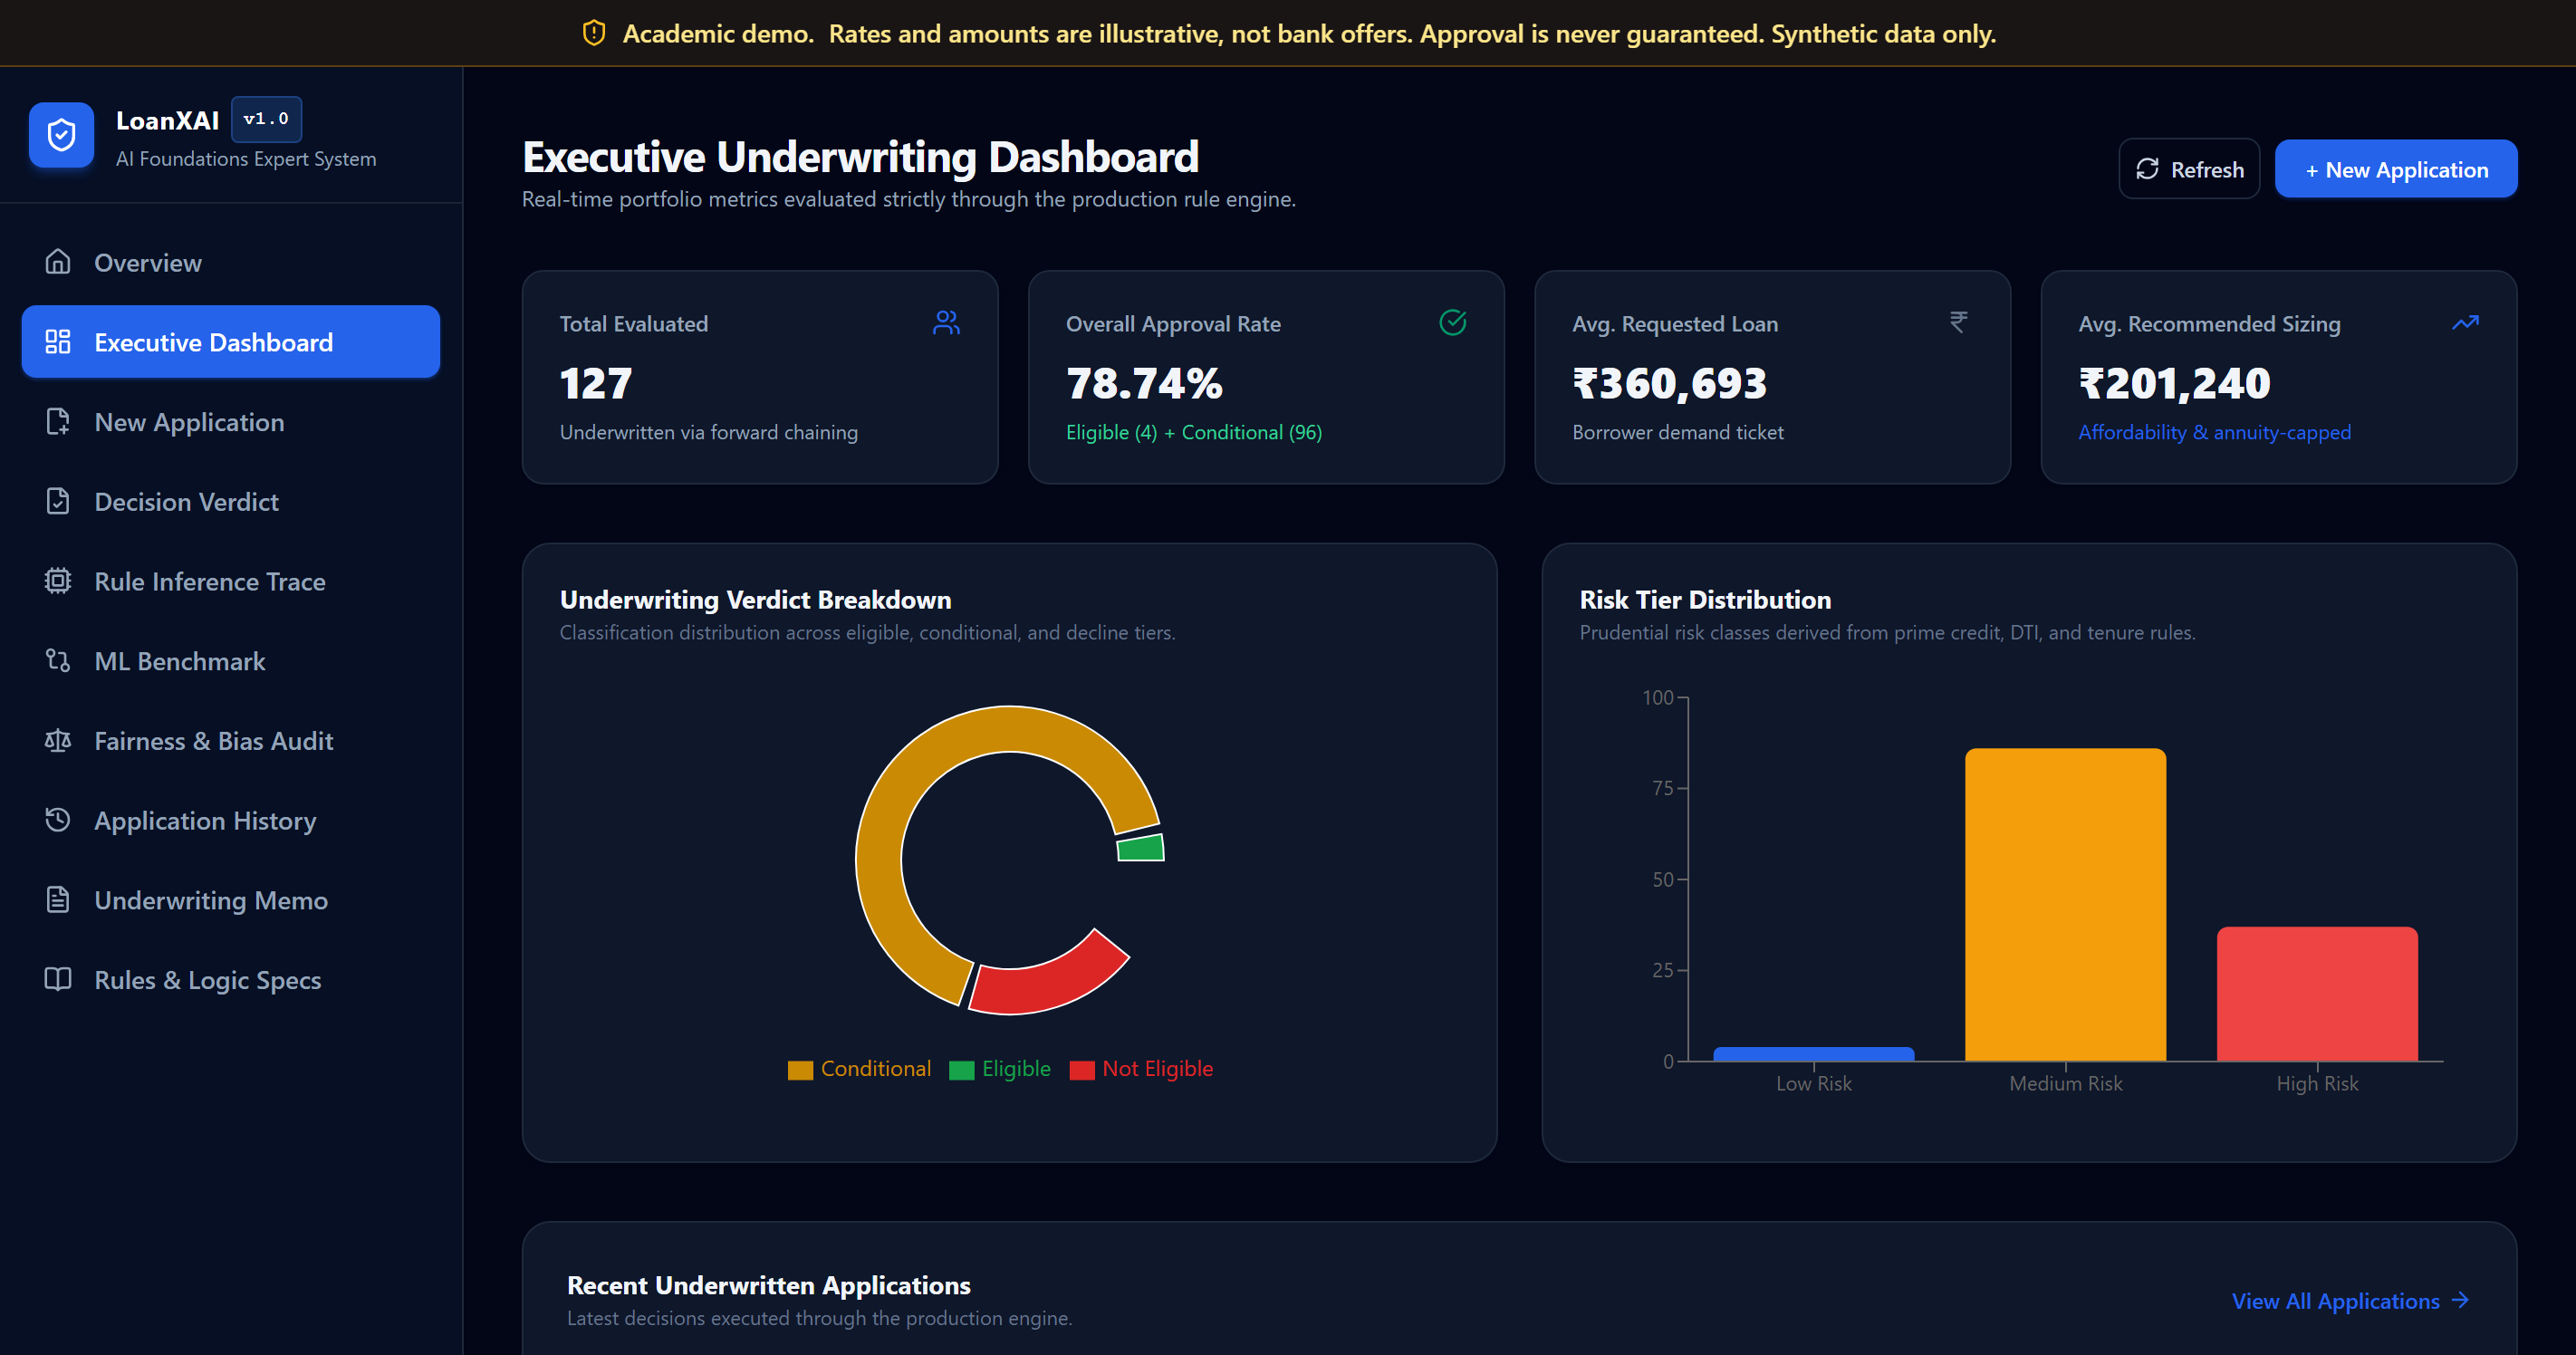 Academic demo. Rates and amounts are illustrative, not bank offers. Approval is never guaranteed. Synthetic data only.
LoanXAI v1.0
AI Foundations Expert System
Overview
Executive Dashboard
New Application
Decision Verdict
Rule Inference Trace
ML Benchmark
Fairness & Bias Audit
Application History
Underwriting Memo
Rules & Logic Specs
Executive Underwriting Dashboard
Real-time portfolio metrics evaluated strictly through the production rule engine.
Refresh
+ New Application
Total Evaluated
127
Underwritten via forward chaining
Overall Approval Rate
78.74%
Eligible (4) + Conditional (96)
Avg. Requested Loan
₹
₹360,693
Borrower demand ticket
Avg. Recommended Sizing
₹201,240
Affordability & annuity-capped
Underwriting Verdict Breakdown
Classification distribution across eligible, conditional, and decline tiers.
Conditional
Eligible
Not Eligible
Risk Tier Distribution
Prudential risk classes derived from prime credit, DTI, and tenure rules.
100
75
50
25
0
Low Risk
Medium Risk
High Risk
Recent Underwritten Applications
Latest decisions executed through the production engine.
View All Applications →